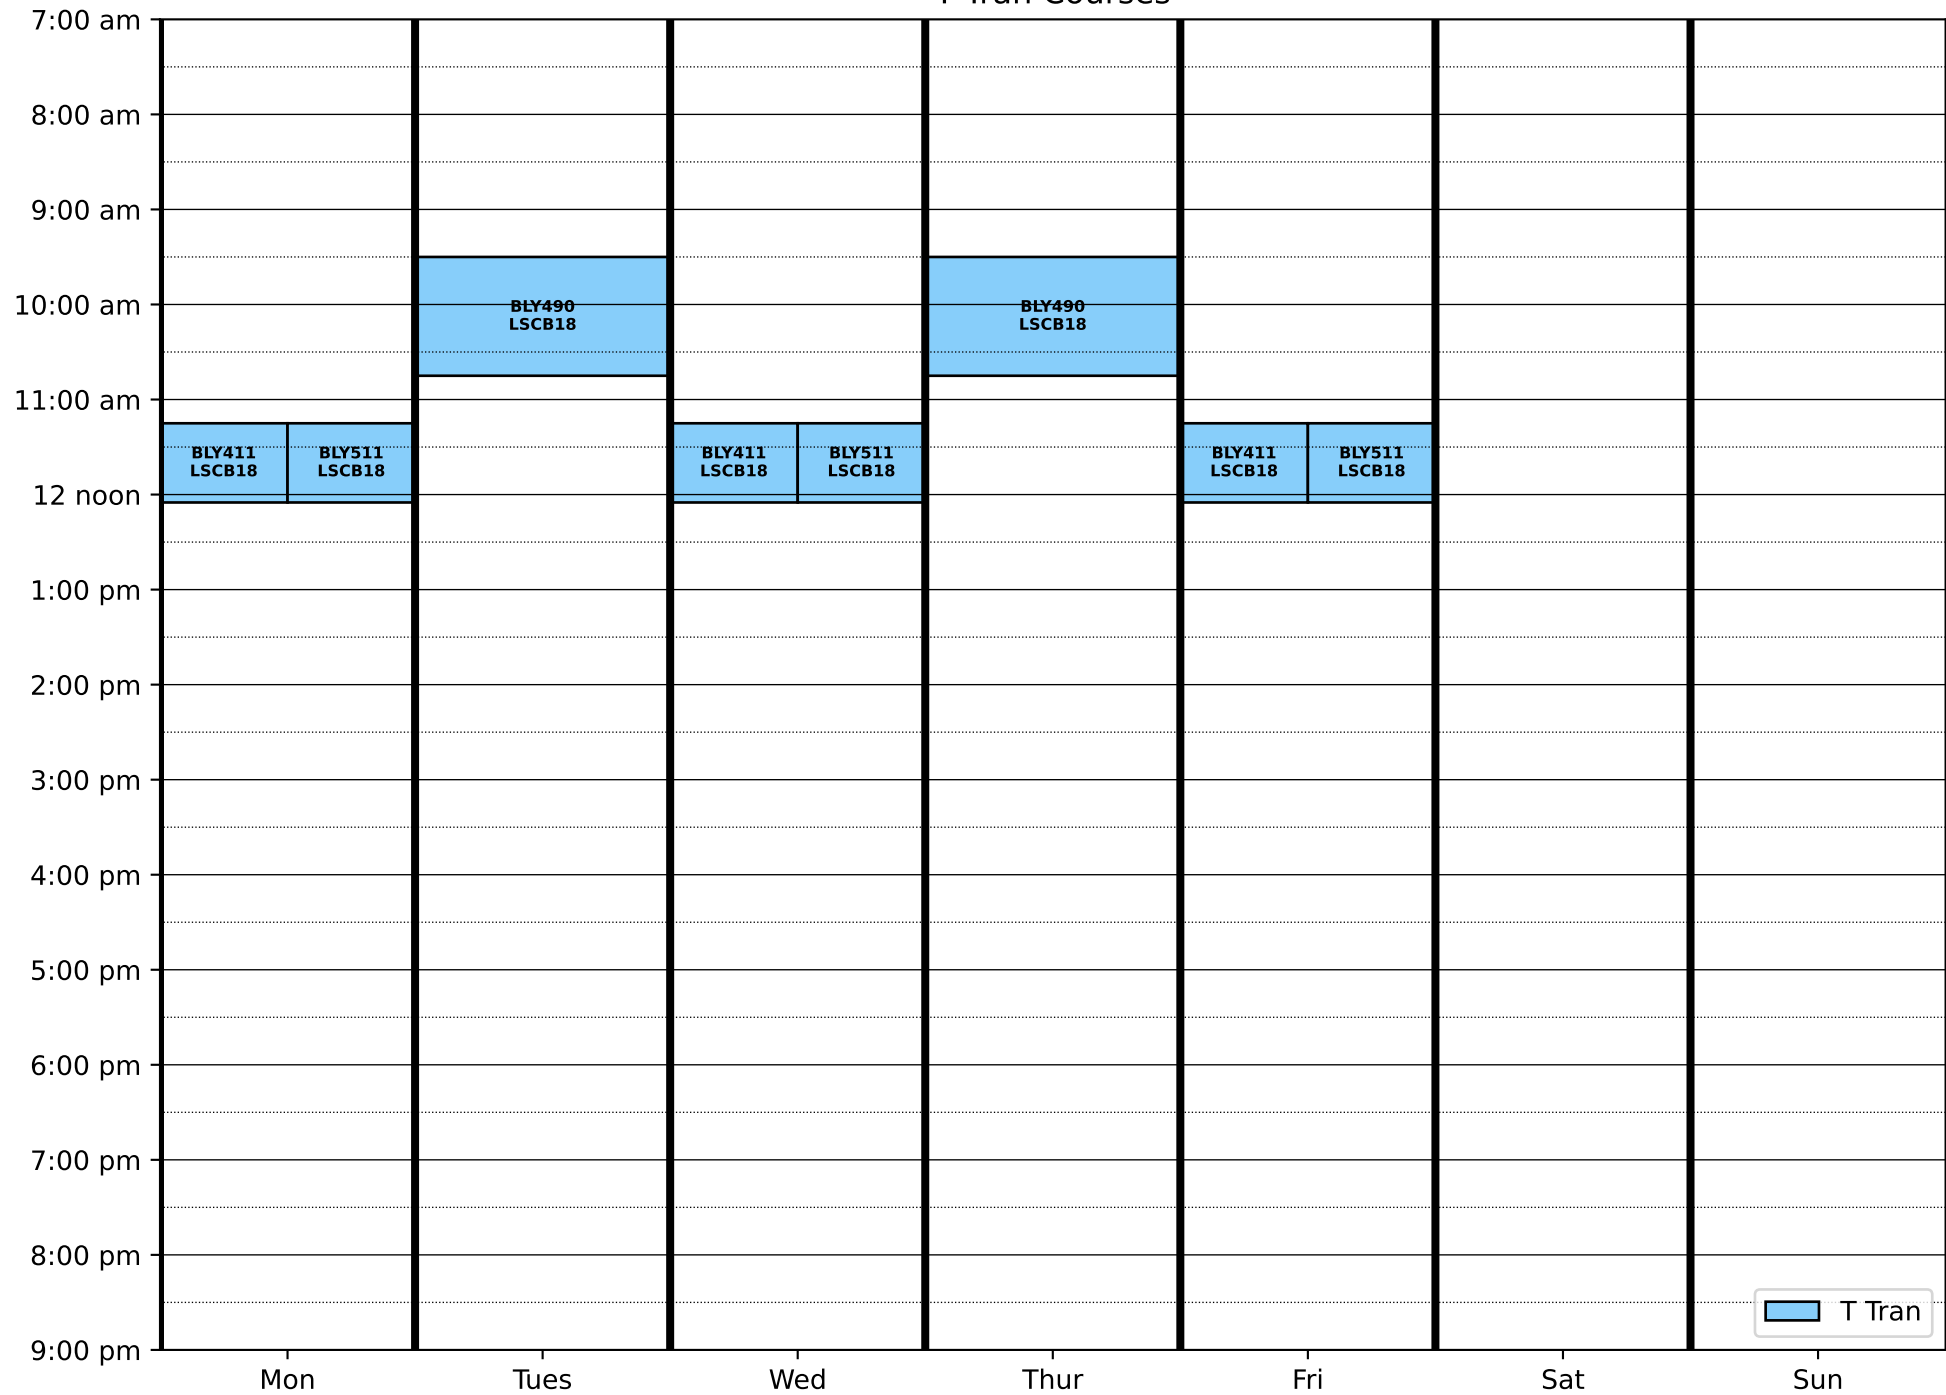 T Tran Courses
7:00 am
8:00 am
9:00 am
10:00 am
11:00 am
12 noon
1:00 pm
2:00 pm
3:00 pm
4:00 pm
5:00 pm
6:00 pm
7:00 pm
8:00 pm
9:00 pm
BLY490
LSCB18
BLY490
LSCB18
BLY411
LSCB18
BLY511
LSCB18
BLY411
LSCB18
BLY511
LSCB18
BLY411
LSCB18
BLY511
LSCB18
T Tran
Mon Tues Wed Thur Fri Sat Sun